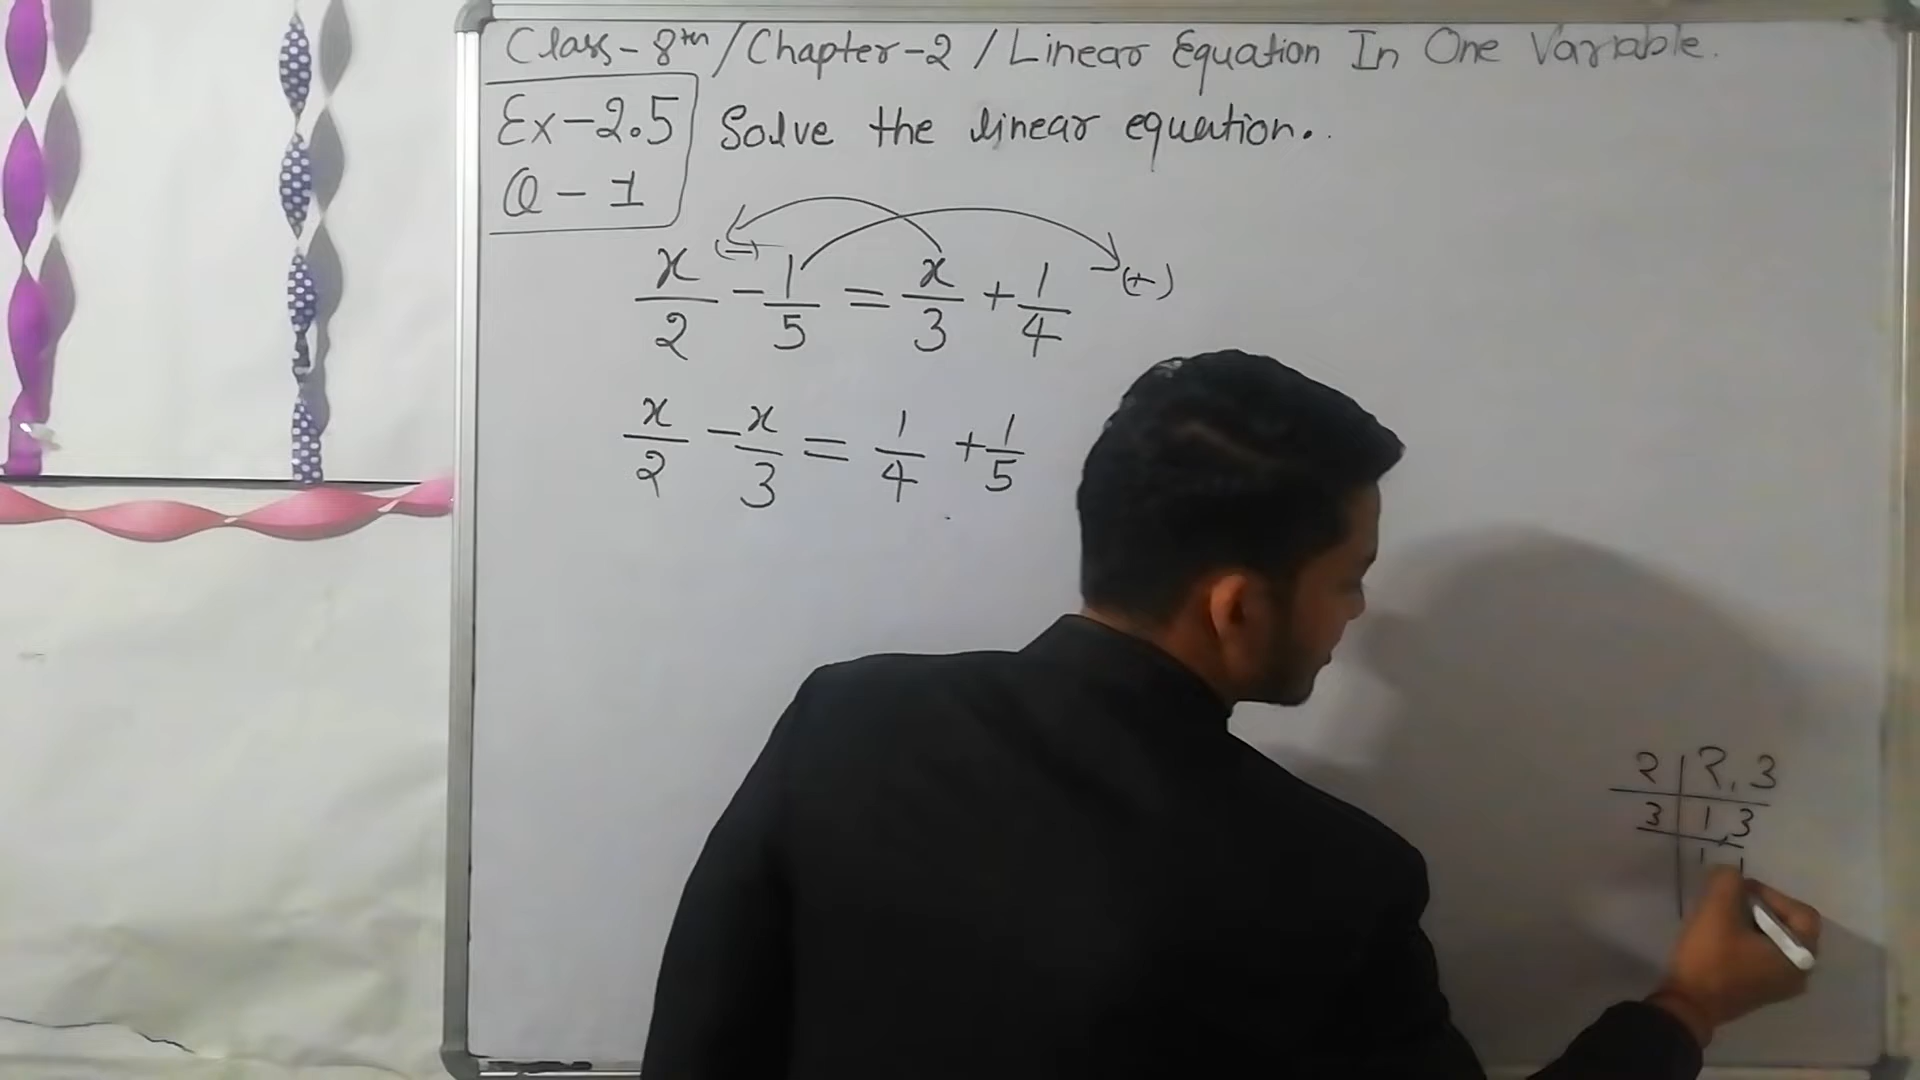 Class-8th/Chapter-2/Linear Equation In One Variable.
Ex-2.5 Solve the linear equation.
Q-1
(-) (+)
x/2 - 1/5 = x/3 + 1/4
x/2 - x/3 = 1/4 + 1/5
2 | 2, 3
3 | 1, 3